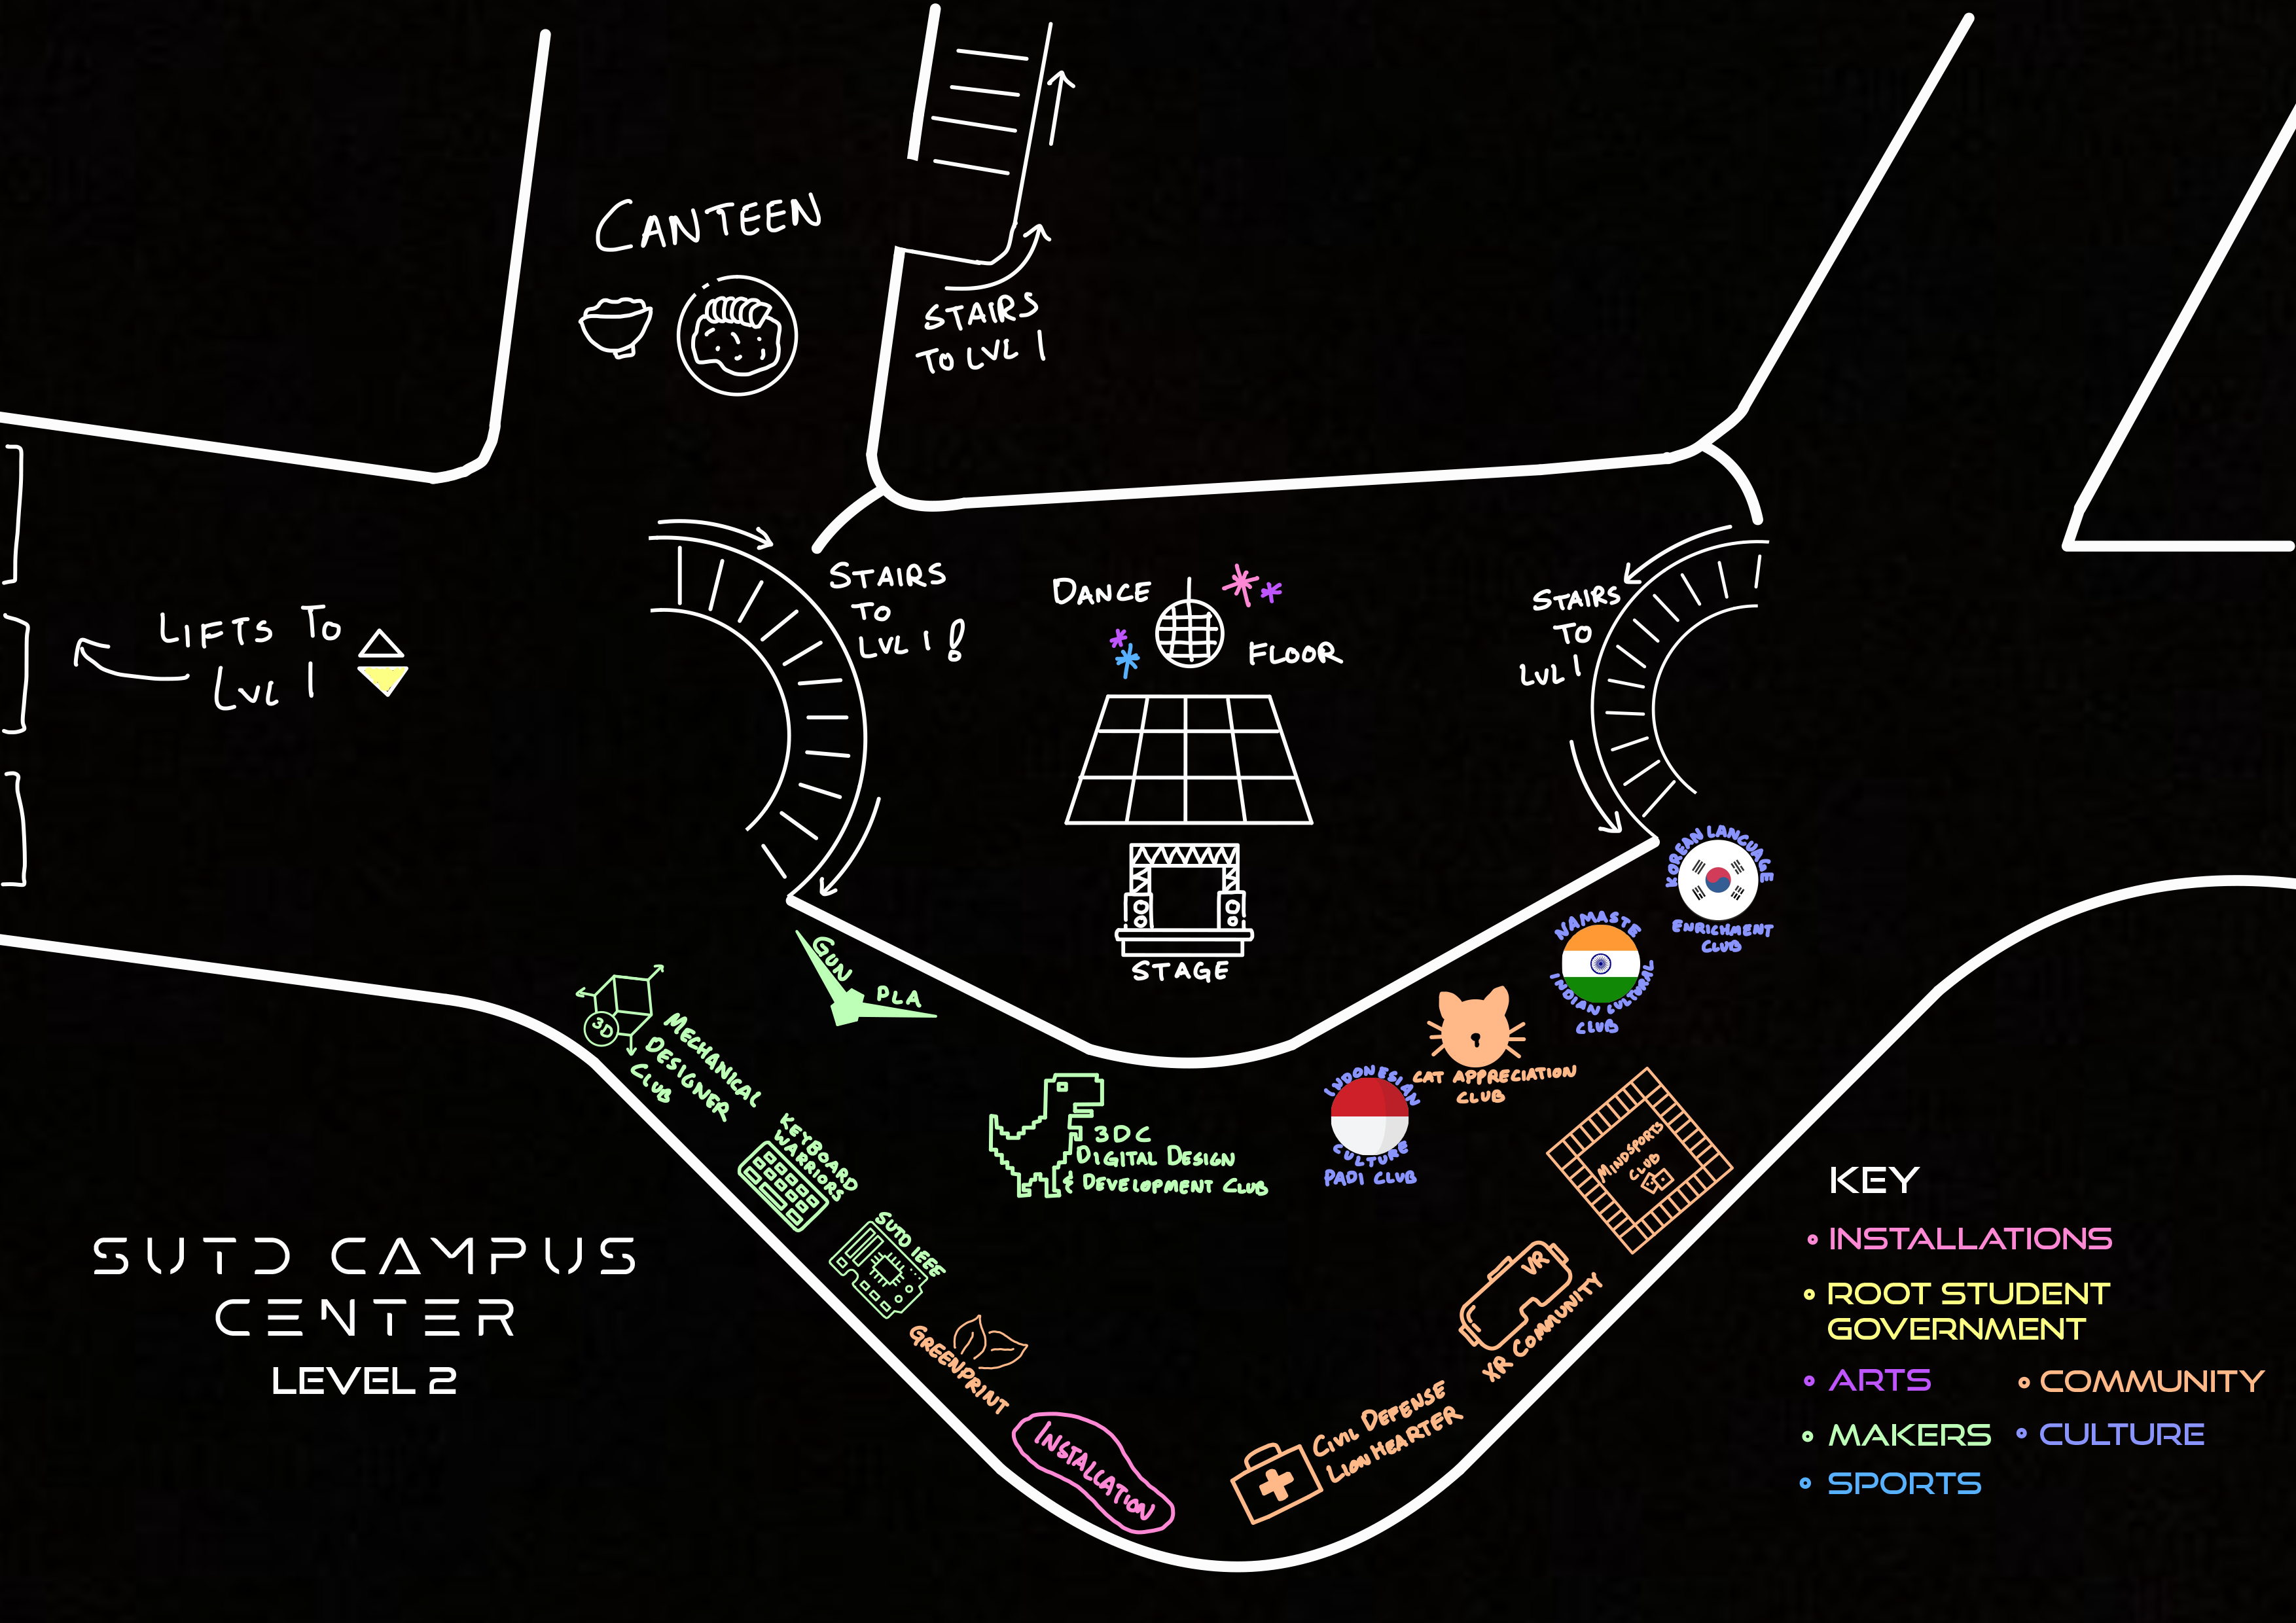 CANTEEN
STAIRS
TO LVL 1
LIFTS TO
LVL 1
STAIRS
TO
LVL 1!
DANCE
FLOOR
STAIRS
TO
LVL 1
STAGE
KOREAN LANGUAGE
ENRICHMENT
CLUB
NAMASTE
INDIAN CULTURAL
CLUB
CAT APPRECIATION
CLUB
INDONESIAN
CULTURE
PADI CLUB
GUN
PLA
3D
MECHANICAL
DESIGNER
CLUB
KEYBOARD
WARRIORS
SUTD IEEE
GREENPRINT
INSTALLATION
3DC
DIGITAL DESIGN
& DEVELOPMENT CLUB
MINDSPORTS
CLUB
VR
XR COMMUNITY
CIVIL DEFENSE
LIONHEARTER
SUTD CAMPUS
CENTER
LEVEL 2
KEY
INSTALLATIONS
ROOT STUDENT
GOVERNMENT
ARTS
COMMUNITY
MAKERS
CULTURE
SPORTS